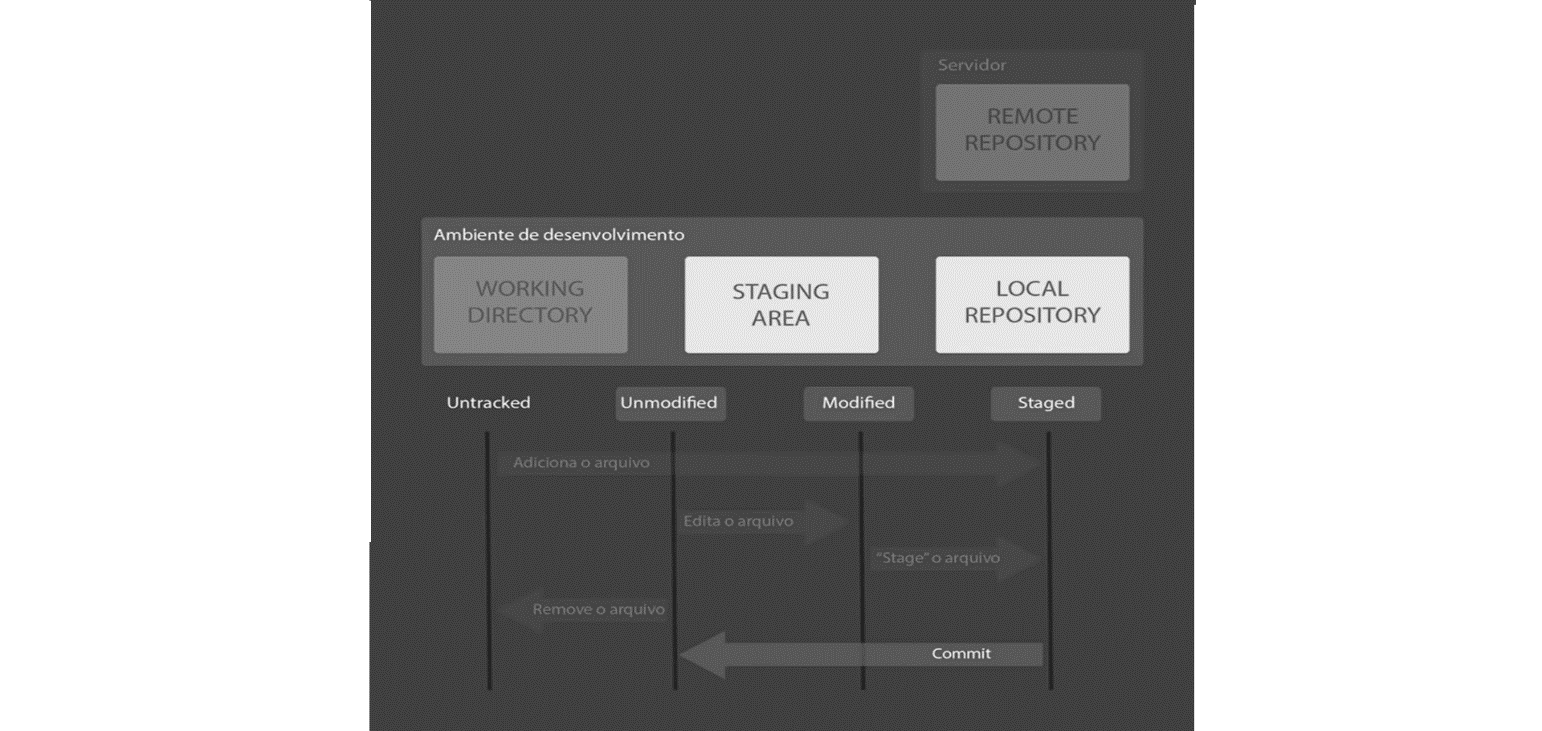 Servidor
REMOTE
REPOSITORY
Ambiente de desenvolvimento
WORKING
DIRECTORY
STAGING
AREA
LOCAL
REPOSITORY
Untracked
Unmodified
Modified
Staged
Adiciona o arquivo
Edita o arquivo
“Stage” o arquivo
Remove o arquivo
Commit